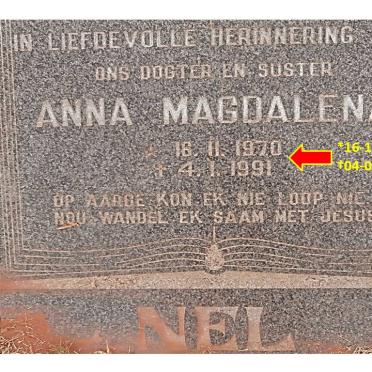 IN LIEFDEVOLLE HERINNERING
ONS DOGTER EN SUSTER
ANNA MAGDALENA
* 16.11.1970
*16-1
+ 4.1.1991
†04-0
OP AARDE KON EK NIE LOOP NIE
NOU WANDEL EK SAAM MET JESUS
NEL